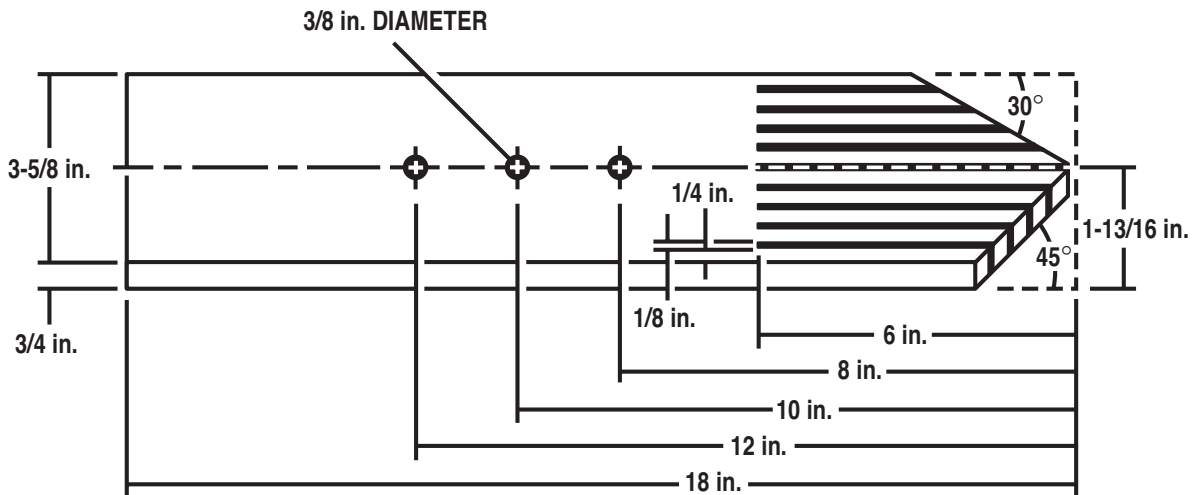 3/8 in. DIAMETER
30°
3-5/8 in.
1/4 in.
1-13/16 in.
45°
1/8 in.
3/4 in.
6 in.
8 in.
10 in.
12 in.
18 in.